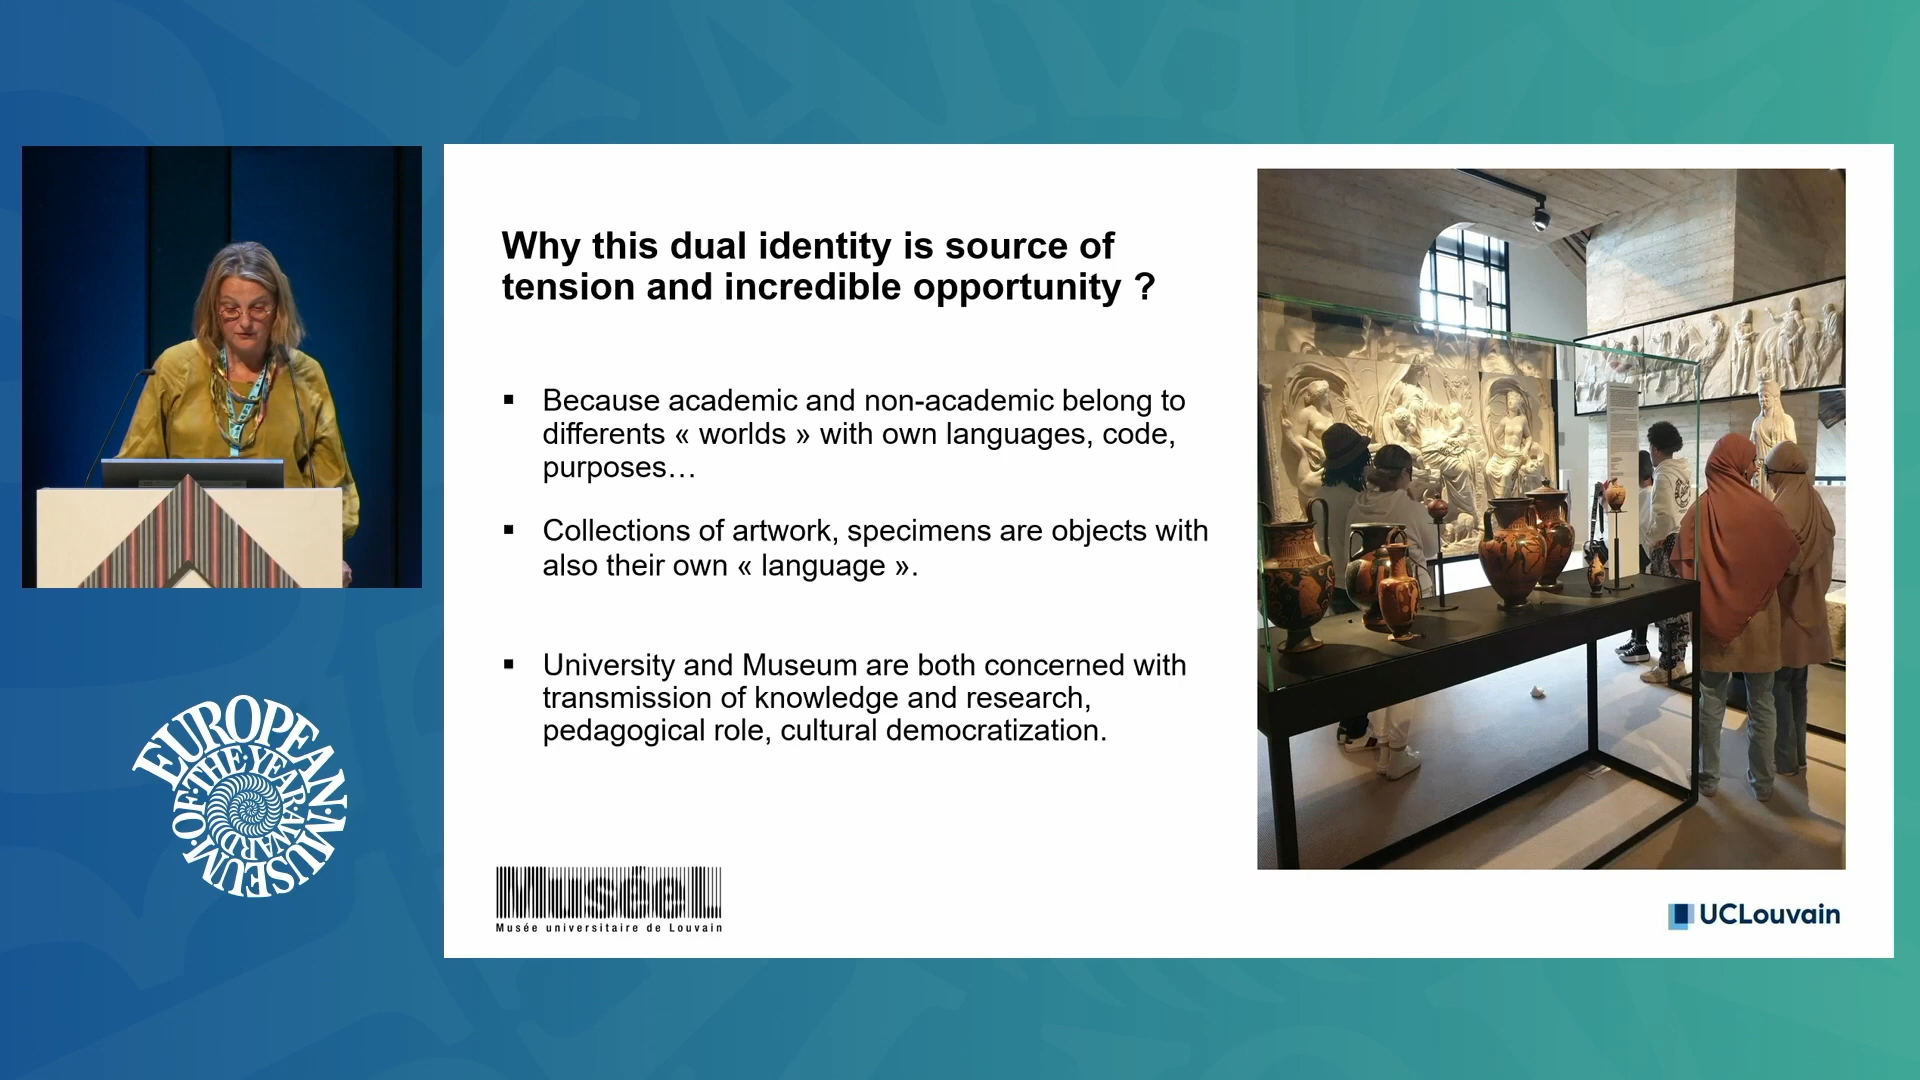 Why this dual identity is source of
tension and incredible opportunity ?
▪ Because academic and non-academic belong to
differents « worlds » with own languages, code,
purposes…
▪ Collections of artwork, specimens are objects with
also their own « language ».
▪ University and Museum are both concerned with
transmission of knowledge and research,
pedagogical role, cultural democratization.
EUROPEAN·MUSEUM·OF·THE·YEAR·AWARD
MuséeL
Musée universitaire de Louvain
UCLouvain